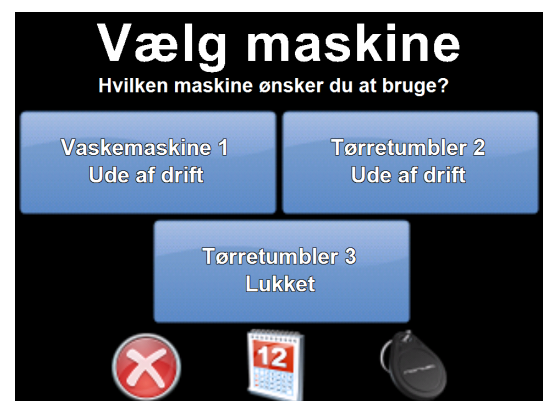 Vælg maskine
Hvilken maskine ønsker du at bruge?
Vaskemaskine 1
Ude af drift
Tørretumbler 2
Ude af drift
Tørretumbler 3
Lukket
12